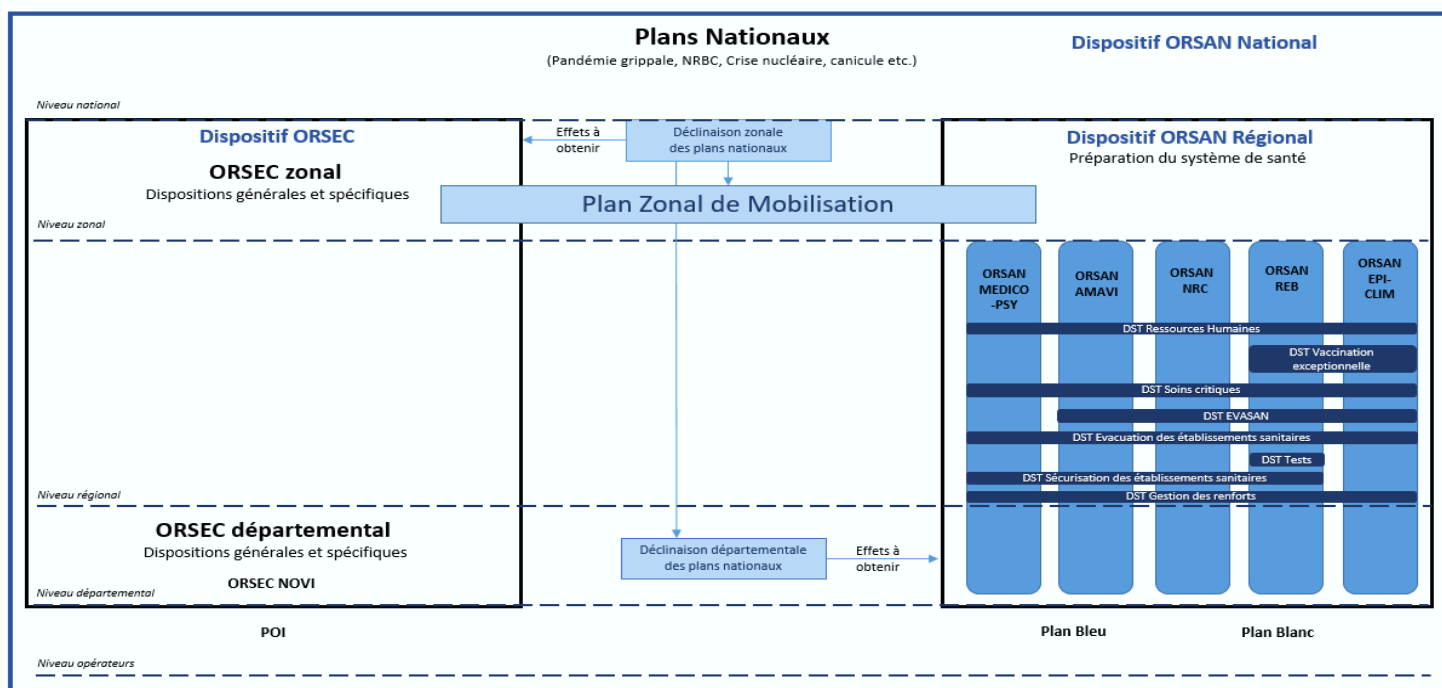 Plans Nationaux
(Pandémie grippale, NRBC, Crise nucléaire, canicule etc.)
Dispositif ORSAN National
Niveau national
Dispositif ORSEC
ORSEC zonal
Dispositions générales et spécifiques
Effets à
obtenir
Déclinaison zonale
des plans nationaux
Dispositif ORSAN Régional
Préparation du système de santé
Plan Zonal de Mobilisation
Niveau zonal
ORSAN
MEDICO
-PSY
ORSAN
AMAVI
ORSAN
NRC
ORSAN
REB
ORSAN
EPI-
CLIM
DST Ressources Humaines
DST Vaccination
exceptionnelle
DST Soins critiques
DST EVASAN
DST Evacuation des établissements sanitaires
DST Tests
DST Sécurisation des établissements sanitaires
DST Gestion des renforts
Niveau régional
ORSEC départemental
Dispositions générales et spécifiques
ORSEC NOVI
Déclinaison départementale
des plans nationaux
Effets à
obtenir
Niveau départemental
POI
Plan Bleu
Plan Blanc
Niveau opérateurs